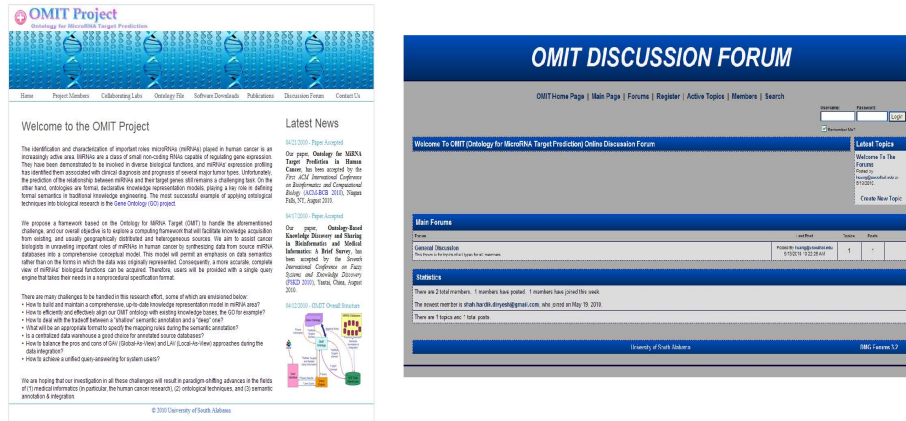 OMIT Project
Ontology for MicroRNA Target Prediction
Home Project Members Collaborating Labs Ontology File Software Downloads Publications Discussion Forum Contact Us
Welcome to the OMIT Project
The identification and characterization of important roles microRNAs (miRNAs) played in human cancer is an
increasingly active area. MiRNAs are a class of small non-coding RNAs capable of regulating gene expression.
They have been demonstrated to be involved in diverse biological functions, and miRNAs' expression profiling
has identified them associated with clinical diagnosis and prognosis of several major tumor types. Unfortunately,
the prediction of the relationship between miRNAs and their target genes still remains a challenging task. On the
other hand, ontologies are formal, declarative knowledge representation models, playing a key role in defining
formal semantics in traditional knowledge engineering. The most successful example of applying ontological
techniques into biological research is the Gene Ontology (GO) project.
We propose a framework based on the Ontology for MiRNA Target (OMIT) to handle the aforementioned
challenge, and our overall objective is to explore a computing framework that will facilitate knowledge acquisition
from existing, and usually geographically distributed and heterogeneous sources. We aim to assist cancer
biologists in unraveling important roles of miRNAs in human cancer by synthesizing data from source miRNA
databases into a comprehensive conceptual model. This model will permit an emphasis on data semantics
rather than on the forms in which the data was originally represented. Consequently, a more accurate, complete
view of miRNAs' biological functions can be acquired. Therefore, users will be provided with a single query
engine that takes their needs in a nonprocedural specification format.
There are many challenges to be handled in this research effort, some of which are envisioned below:
• How to build and maintain a comprehensive, up-to-date knowledge representation model in miRNA area?
• How to efficiently and effectively align our OMIT ontology with existing knowledge bases, the GO for example?
• How to deal with the tradeoff between a "shallow" semantic annotation and a "deep" one?
• What will be an appropriate format to specify the mapping rules during the semantic annotation?
• Is a centralized data warehouse a good choice for annotated source databases?
• How to balance the pros and cons of GAV (Global-As-View) and LAV (Local-As-View) approaches during the
data integration?
• How to achieve a unified query-answering for system users?
We are hoping that our investigation in all these challenges will result in paradigm-shifting advances in the fields
of (1) medical informatics (in particular, the human cancer research), (2) ontological techniques, and (3) semantic
annotation & integration.
Latest News
04/21/2010 - Paper Accepted
Our paper, Ontology for MiRNA
Target Prediction in Human
Cancer, has been accepted by the
First ACM International Conference
on Bioinformatics and Computational
Biology (ACM-BCB 2010), Niagara
Falls, NY, August 2010.
04/17/2010 - Paper Accepted
Our paper, Ontology-Based
Knowledge Discovery and Sharing
in Bioinformatics and Medical
Informatics: A Brief Survey, has
been accepted by the Seventh
International Conference on Fuzzy
Systems and Knowledge Discovery
(FSKD 2010), Yantai, China, August
2010.
04/12/2010 - OMIT Overall Structure
© 2010 University of South Alabama
OMIT DISCUSSION FORUM
OMIT Home Page | Main Page | Forums | Register | Active Topics | Members | Search
Username: Password:
Login
Remember Me?
Welcome To OMIT (Ontology for MicroRNA Target Prediction) Online Discussion Forum
Latest Topics
Welcome To The
Forums
Posted by
5/10/2010
Create New Topic
Main Forums
Forum Last Post Topics Posts
General Discussion
This forum is for topics of all types for all members.
1
Statistics
There are 2 total members. 1 members have posted. 1 members have joined this week
The newest member is shah.hardik.divyesh@gmail.com, who joined on May 19, 2010.
There are 1 topics and 1 total posts.
University of South Alabama
OMG Forums 3.2